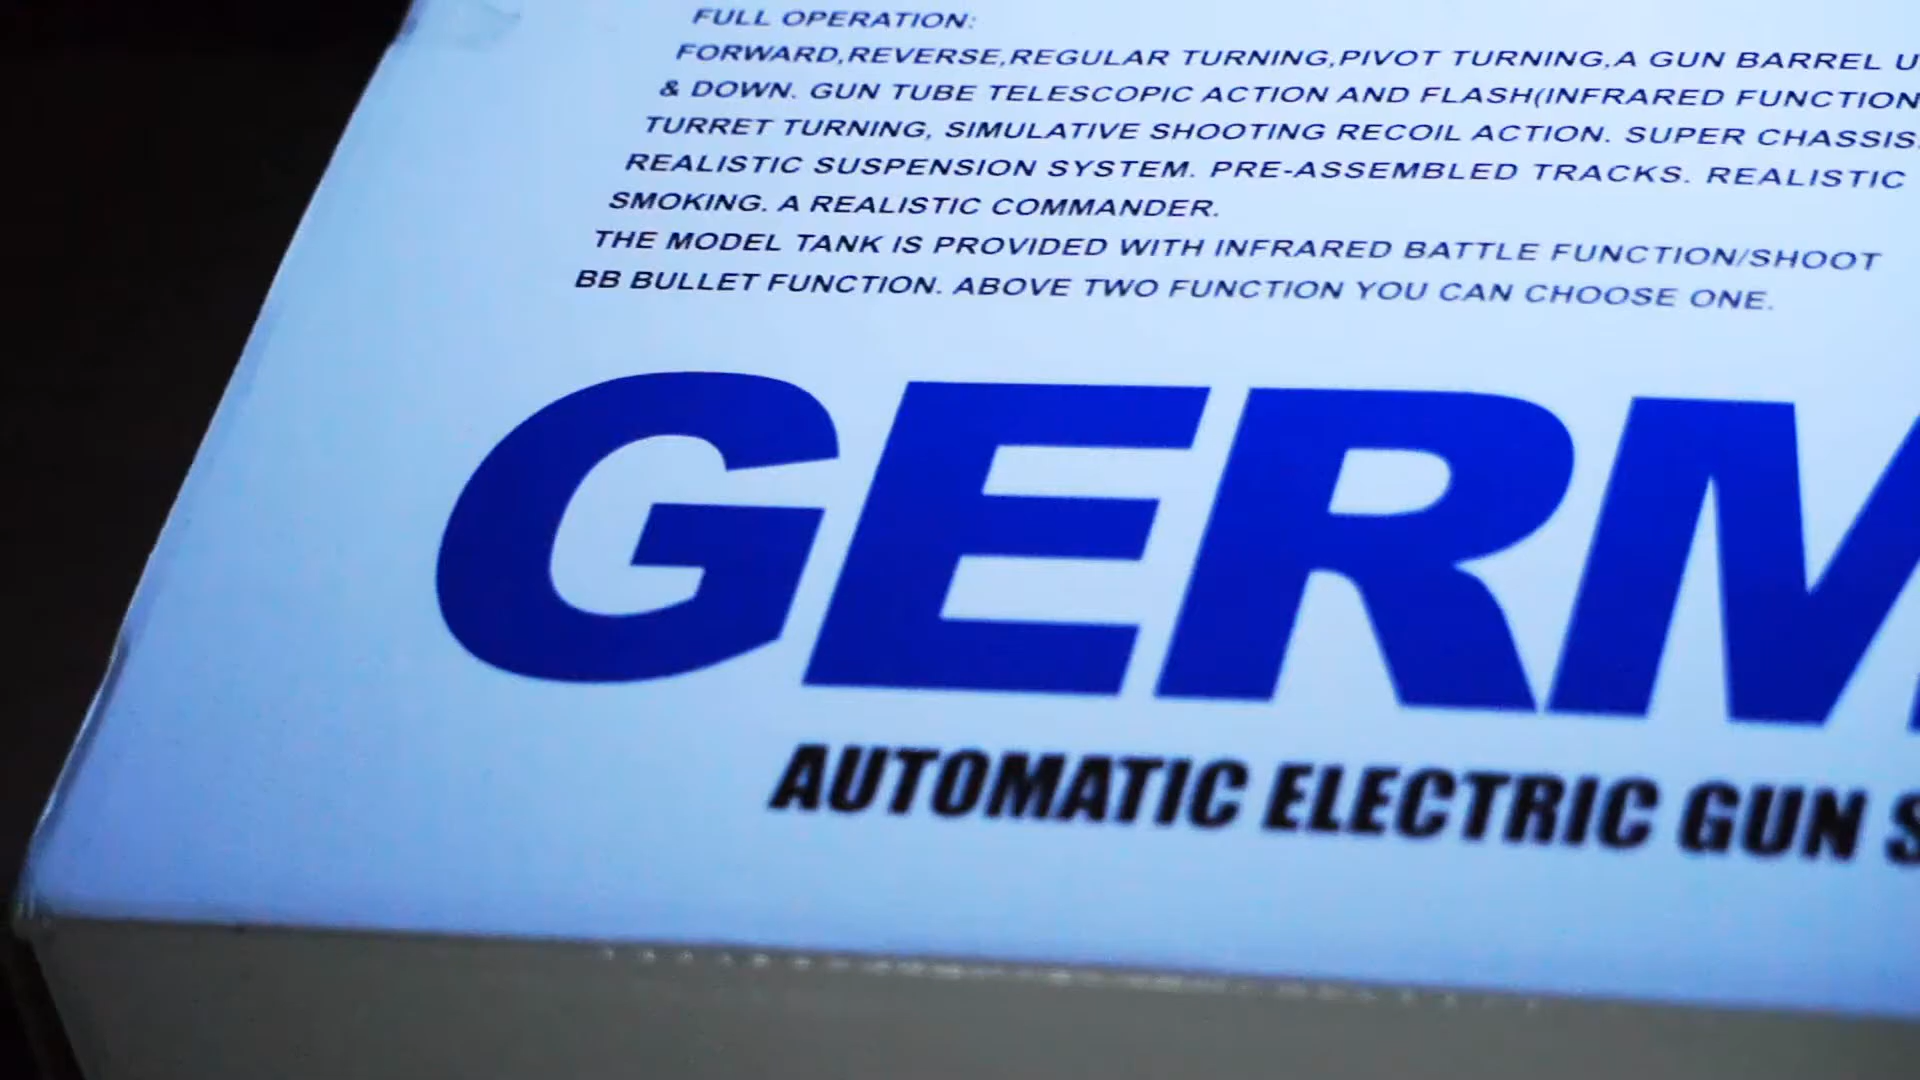 FULL OPERATION:
FORWARD,REVERSE,REGULAR TURNING,PIVOT TURNING,A GUN BARREL U
& DOWN. GUN TUBE TELESCOPIC ACTION AND FLASH(INFRARED FUNCTION
TURRET TURNING, SIMULATIVE SHOOTING RECOIL ACTION. SUPER CHASSIS.
REALISTIC SUSPENSION SYSTEM. PRE-ASSEMBLED TRACKS. REALISTIC
SMOKING. A REALISTIC COMMANDER.
THE MODEL TANK IS PROVIDED WITH INFRARED BATTLE FUNCTION/SHOOT
BB BULLET FUNCTION. ABOVE TWO FUNCTION YOU CAN CHOOSE ONE.
GERM
AUTOMATIC ELECTRIC GUN S